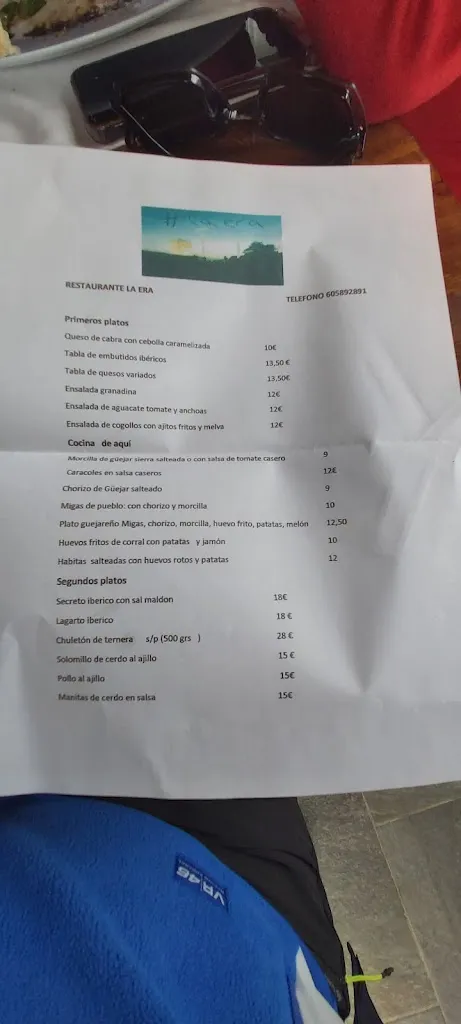 la era
RESTAURANTE LA ERA
TELEFONO 605892891
Primeros platos
Queso de cabra con cebolla caramelizada 10€
Tabla de embutidos ibéricos 13,50 €
Tabla de quesos variados 13,50€
Ensalada granadina 12€
Ensalada de aguacate tomate y anchoas 12€
Ensalada de cogollos con ajitos fritos y melva 12€
Cocina de aquí
Morcilla de güejar sierra salteada o con salsa de tomate casero 9
Caracoles en salsa caseros 12€
Chorizo de Güejar salteado 9
Migas de pueblo: con chorizo y morcilla 10
Plato guejareño Migas, chorizo, morcilla, huevo frito, patatas, melón 12,50
Huevos fritos de corral con patatas y jamón 10
Habitas salteadas con huevos rotos y patatas 12
Segundos platos
Secreto iberico con sal maldon 18€
Lagarto iberico 18 €
Chuletón de ternera s/p (500 grs ) 28 €
Solomillo de cerdo al ajillo 15 €
Pollo al ajillo 15€
Manitas de cerdo en salsa 15€
VR|46